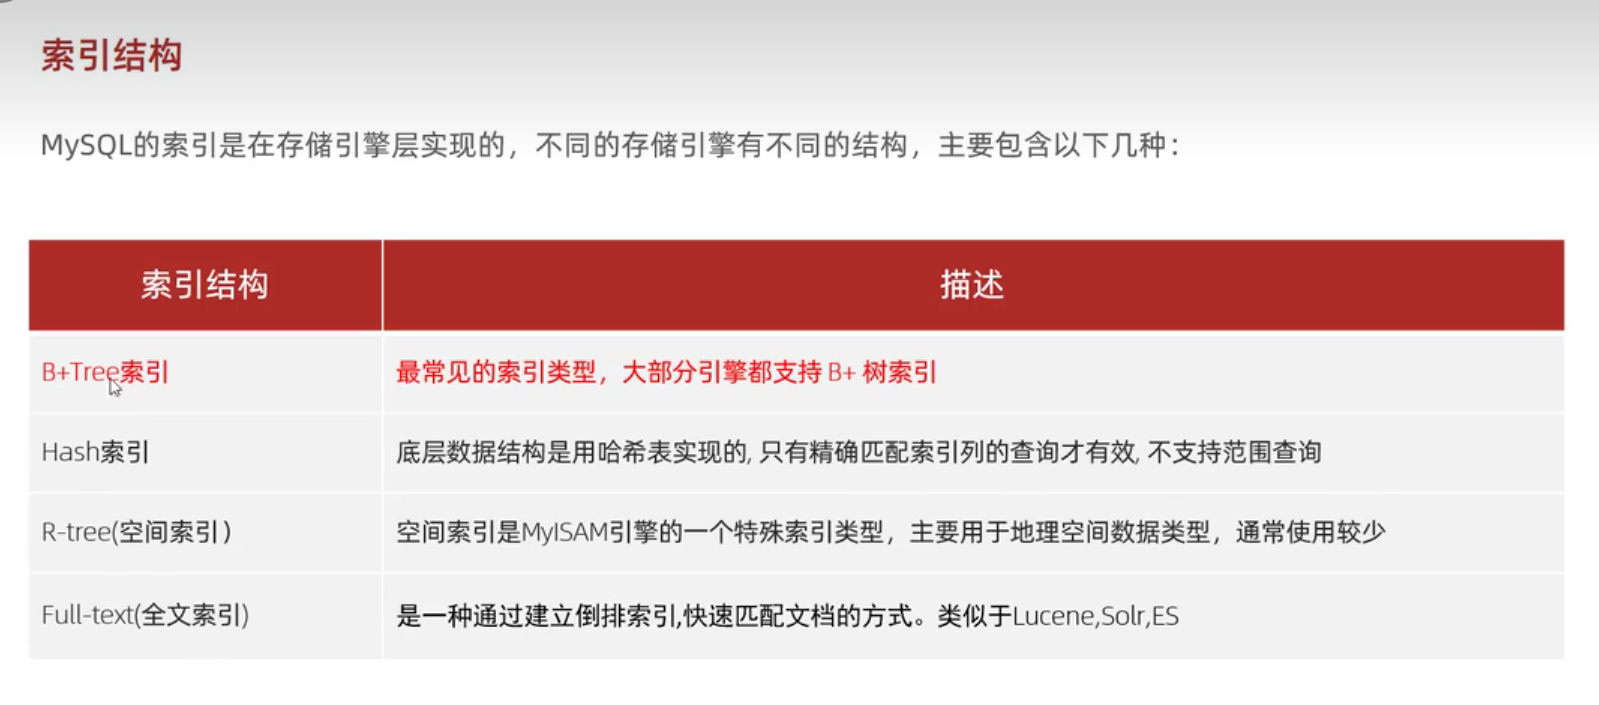 索引结构
MySQL的索引是在存储引擎层实现的，不同的存储引擎有不同的结构，主要包含以下几种：
索引结构 描述
B+Tree索引 最常见的索引类型，大部分引擎都支持 B+ 树索引
Hash索引 底层数据结构是用哈希表实现的, 只有精确匹配索引列的查询才有效, 不支持范围查询
R-tree(空间索引） 空间索引是MyISAM引擎的一个特殊索引类型，主要用于地理空间数据类型，通常使用较少
Full-text(全文索引) 是一种通过建立倒排索引,快速匹配文档的方式。类似于Lucene,Solr,ES